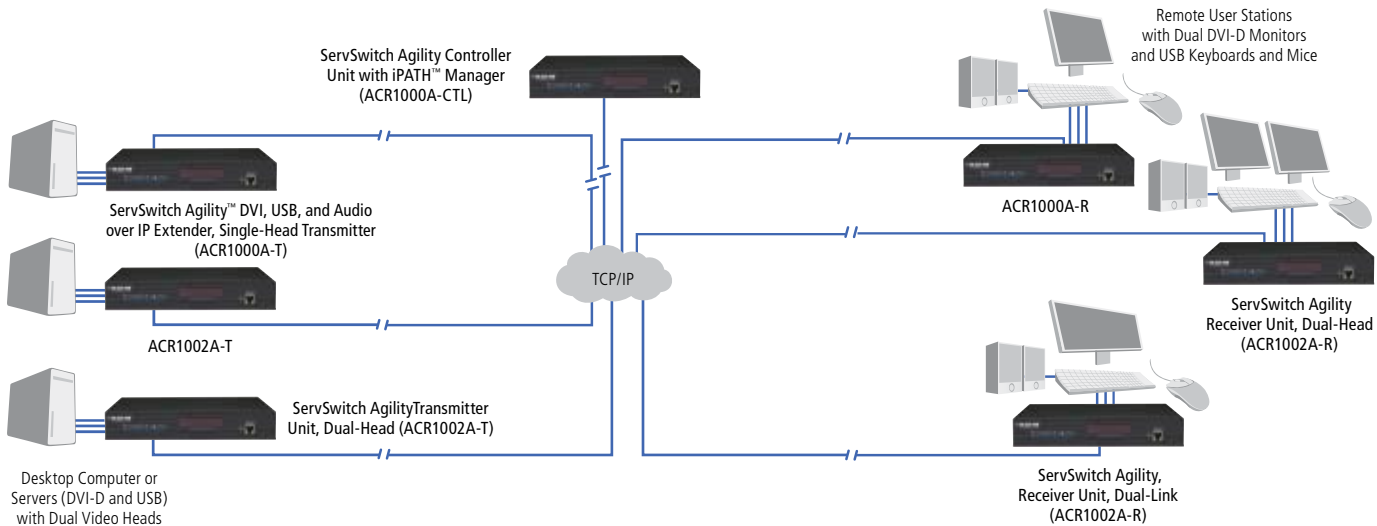 ServSwitch Agility Controller
Unit with iPATH™ Manager
(ACR1000A-CTL)
Remote User Stations
with Dual DVI-D Monitors
and USB Keyboards and Mice
ServSwitch Agility™ DVI, USB, and Audio
over IP Extender, Single-Head Transmitter
(ACR1000A-T)
ACR1000A-R
TCP/IP
ACR1002A-T
ServSwitch Agility
Receiver Unit, Dual-Head
(ACR1002A-R)
ServSwitch AgilityTransmitter
Unit, Dual-Head (ACR1002A-T)
Desktop Computer or
Servers (DVI-D and USB)
with Dual Video Heads
ServSwitch Agility,
Receiver Unit, Dual-Link
(ACR1002A-R)